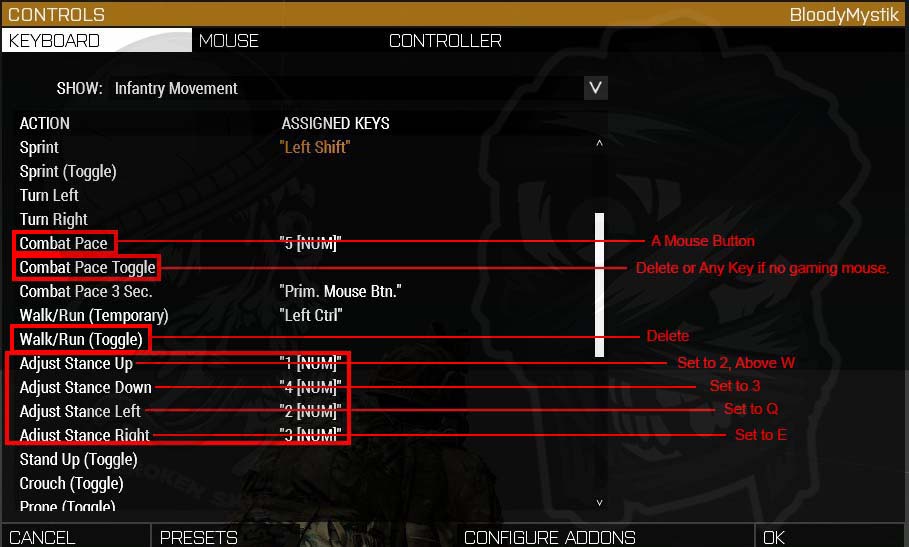 CONTROLS BloodyMystik
KEYBOARD MOUSE CONTROLLER
SHOW: Infantry Movement V
ACTION ASSIGNED KEYS
Sprint "Left Shift"
Sprint (Toggle)
Turn Left
Turn Right
Combat Pace "5 [NUM]" A Mouse Button
Combat Pace Toggle Delete or Any Key if no gaming mouse.
Combat Pace 3 Sec. "Prim. Mouse Btn."
Walk/Run (Temporary) "Left Ctrl"
Walk/Run (Toggle) Delete
Adjust Stance Up "1 [NUM]" Set to 2, Above W
Adjust Stance Down "4 [NUM]" Set to 3
Adjust Stance Left "2 [NUM]" Set to Q
Adjust Stance Right "3 [NUM]" Set to E
Stand Up (Toggle)
Crouch (Toggle)
Prone (Toggle)
CANCEL PRESETS CONFIGURE ADDONS OK